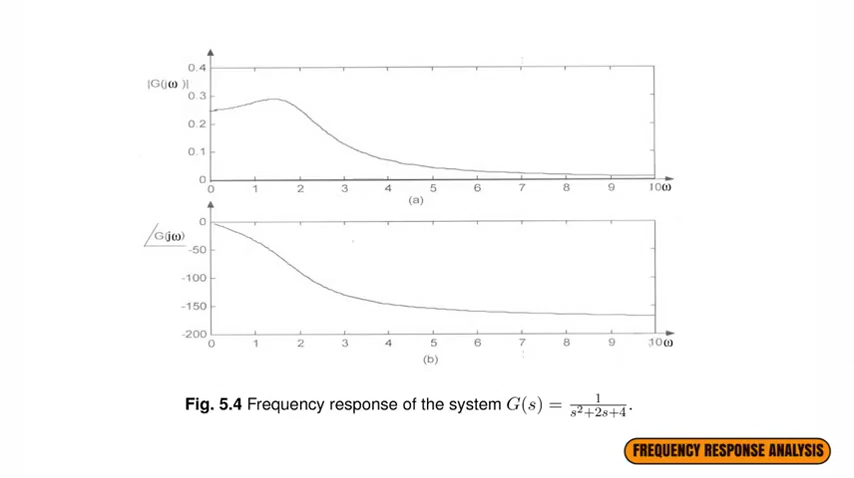 0.4
|G(jω)|
0.3
0.2
0.1
0
0 1 2 3 4 5 6 7 8 9 10ω
(a)
0
G(jω)
-50
-100
-150
-200
0 1 2 3 4 5 6 7 8 9 10ω
(b)
Fig. 5.4 Frequency response of the system G(s) = 1/(s²+2s+4).
FREQUENCY RESPONSE ANALYSIS